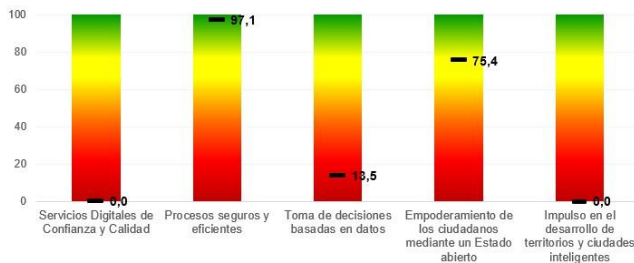 100
80
60
40
20
0
97,1
75,4
13,5
0,0
0,0
Servicios Digitales de
Confianza y Calidad
Procesos seguros y
eficientes
Toma de decisiones
basadas en datos
Empoderamiento de
los ciudadanos
mediante un Estado
abierto
Impulso en el
desarrollo de
territorios y ciudades
inteligentes